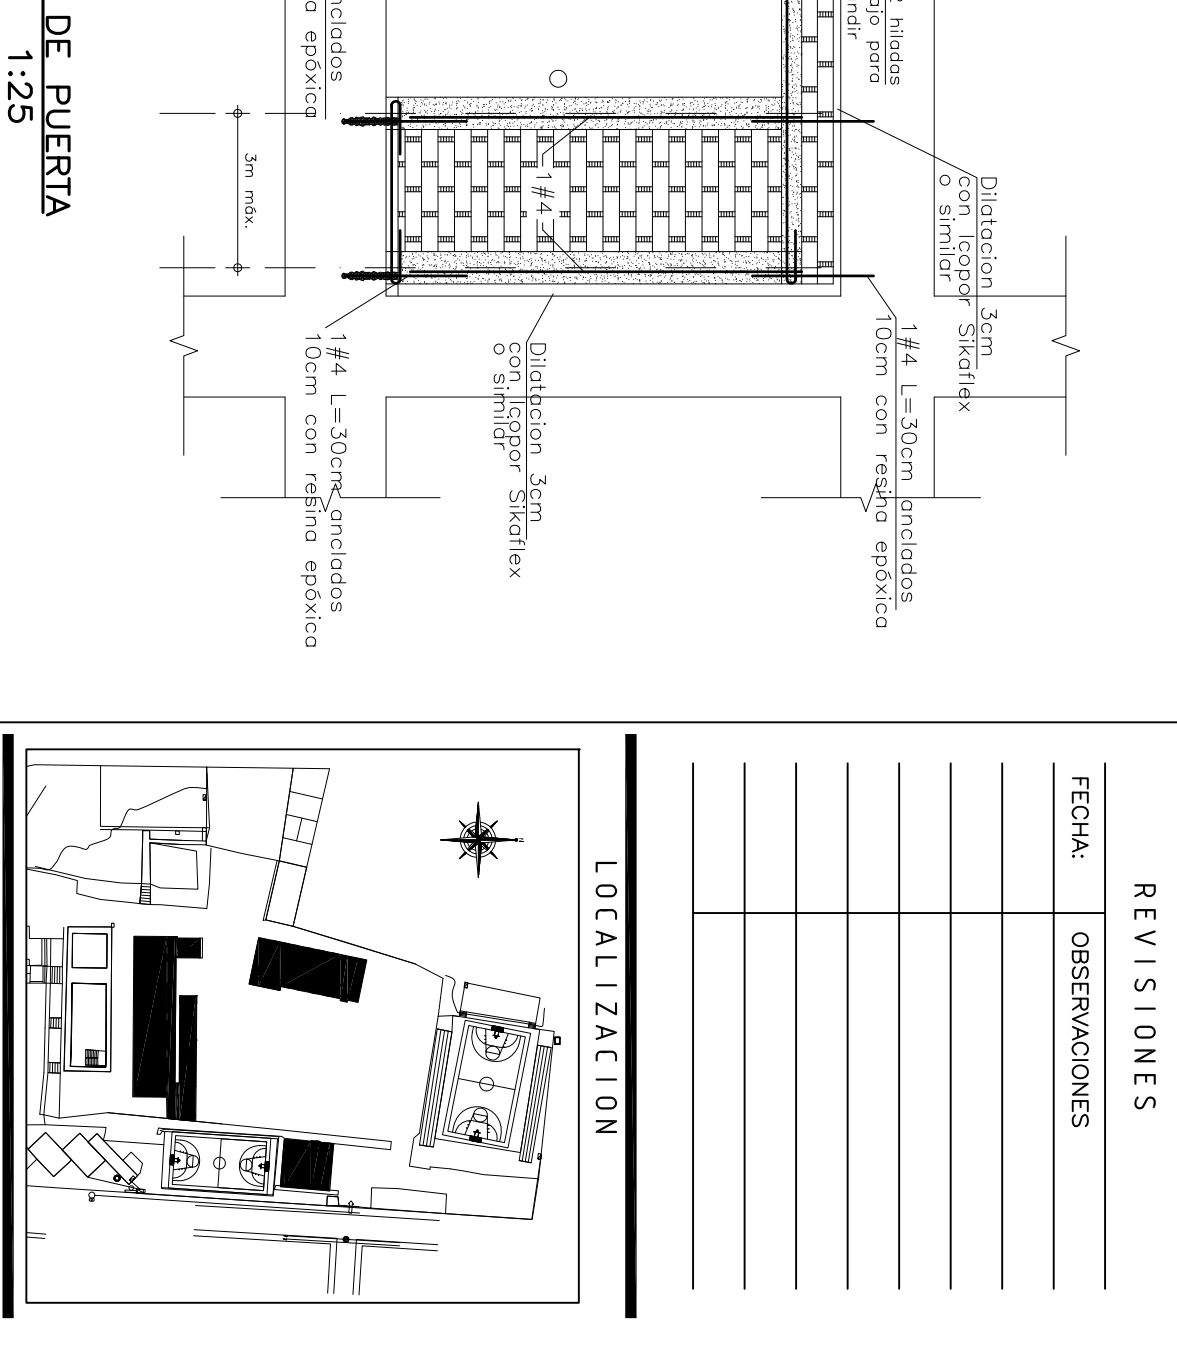 2 hiladas
ajo para
ndir
nclados
a epóxica
DE PUERTA
1:25
3m máx.
1#4
1#4
Dilatacion 3cm
con Icopor Sikaflex
o similar
1#4 L=30cm anclados
10cm con resina epóxica
Dilatacion 3cm
con Icopor Sikaflex
o similar
1#4 L=30cm anclados
10cm con resina epóxica
REVISIONES
FECHA:
OBSERVACIONES
LOCALIZACION
N